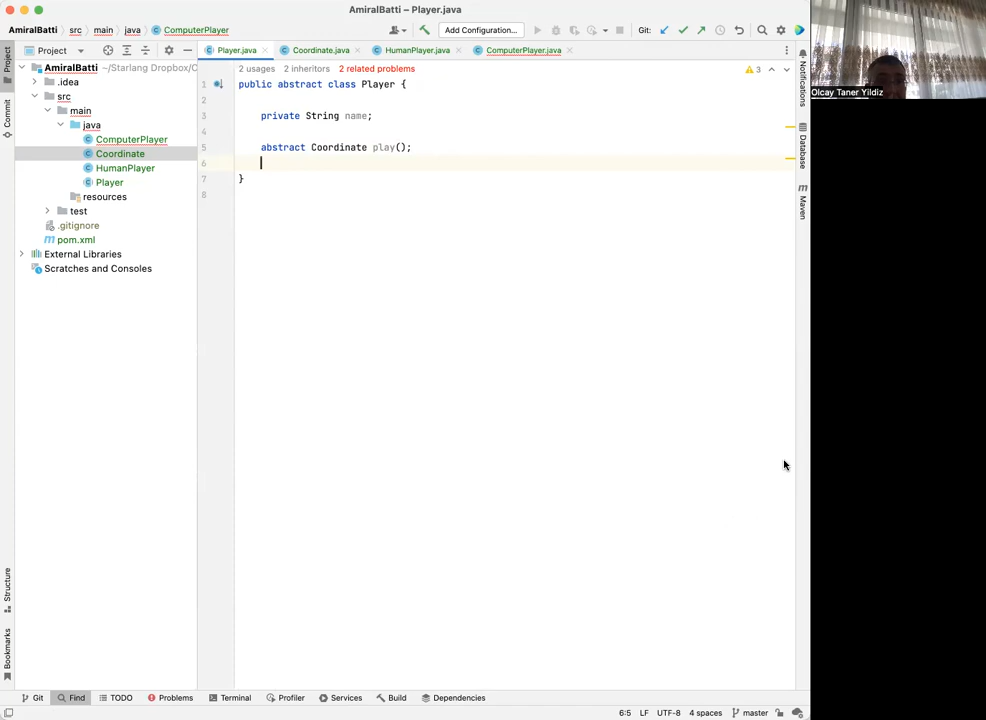 AmiralBatti – Player.java
AmiralBatti
src
main
java
ComputerPlayer
Add Configuration...
Git:
Project
Player.java
Coordinate.java
HumanPlayer.java
ComputerPlayer.java
AmiralBatti ~/Starlang Dropbox/C
.idea
src
main
java
ComputerPlayer
Coordinate
HumanPlayer
Player
resources
test
.gitignore
pom.xml
External Libraries
Scratches and Consoles
2 usages 2 inheritors 2 related problems
3
1 public abstract class Player {
2
3 private String name;
4
5 abstract Coordinate play();
6
7 }
8
Project
Commit
Structure
Bookmarks
Notifications
Database
Maven
Olcay Taner Yildiz
Git
Find
TODO
Problems
Terminal
Profiler
Services
Build
Dependencies
6:5 LF UTF-8 4 spaces master